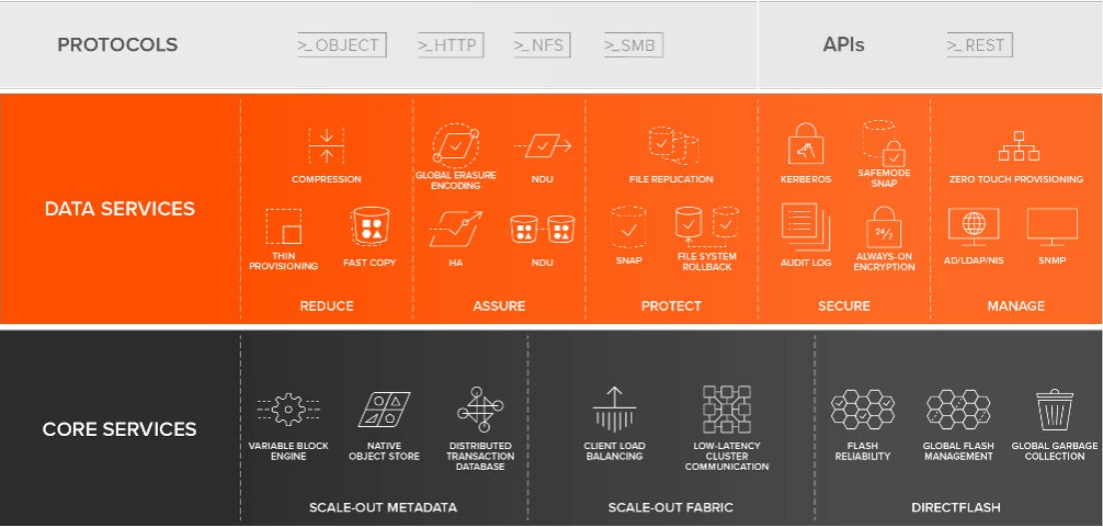 PROTOCOLS
>_OBJECT
>_HTTP
>_NFS
>_SMB
APIs
>_REST
DATA SERVICES
COMPRESSION
THIN
PROVISIONING
FAST COPY
REDUCE
GLOBAL ERASURE
ENCODING
NDU
HA
NDU
ASSURE
FILE REPLICATION
SNAP
FILE SYSTEM
ROLLBACK
PROTECT
KERBEROS
SAFEMODE
SNAP
AUDIT LOG
24/7
ALWAYS-ON
ENCRYPTION
SECURE
ZERO TOUCH PROVISIONING
AD/LDAP/NIS
SNMP
MANAGE
CORE SERVICES
VARIABLE BLOCK
ENGINE
NATIVE
OBJECT STORE
DISTRIBUTED
TRANSACTION
DATABASE
SCALE-OUT METADATA
CLIENT LOAD
BALANCING
LOW-LATENCY
CLUSTER
COMMUNICATION
SCALE-OUT FABRIC
FLASH
RELIABILITY
GLOBAL FLASH
MANAGEMENT
GLOBAL GARBAGE
COLLECTION
DIRECTFLASH